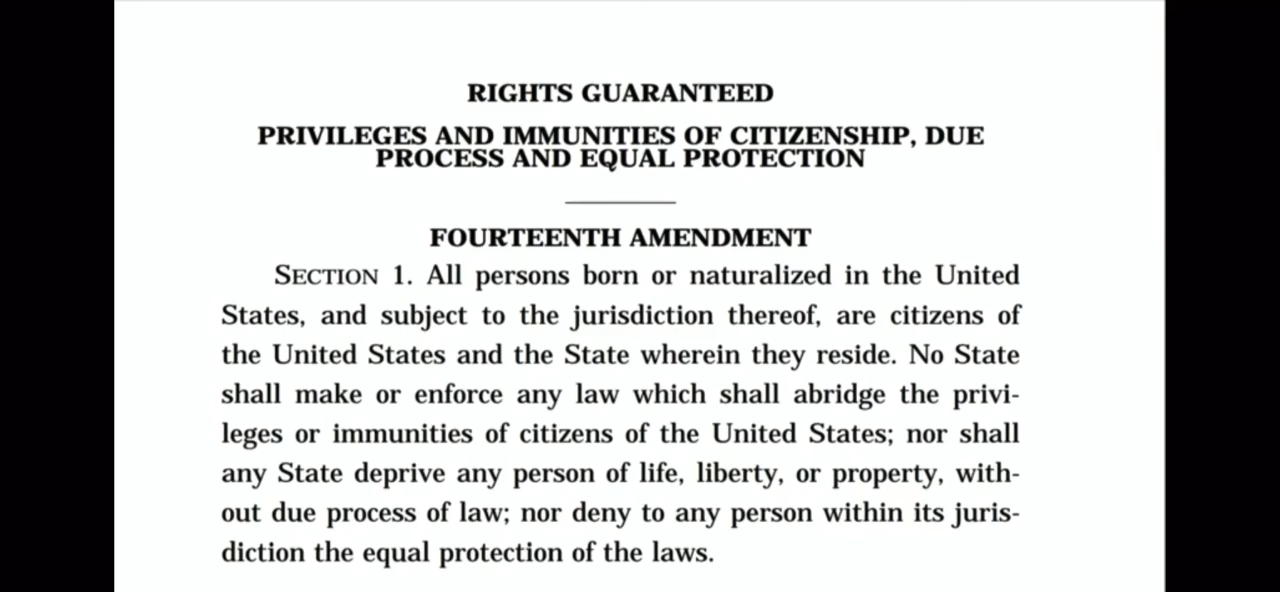 RIGHTS GUARANTEED
PRIVILEGES AND IMMUNITIES OF CITIZENSHIP, DUE
PROCESS AND EQUAL PROTECTION
FOURTEENTH AMENDMENT
SECTION 1. All persons born or naturalized in the United
States, and subject to the jurisdiction thereof, are citizens of
the United States and the State wherein they reside. No State
shall make or enforce any law which shall abridge the privi-
leges or immunities of citizens of the United States; nor shall
any State deprive any person of life, liberty, or property, with-
out due process of law; nor deny to any person within its juris-
diction the equal protection of the laws.